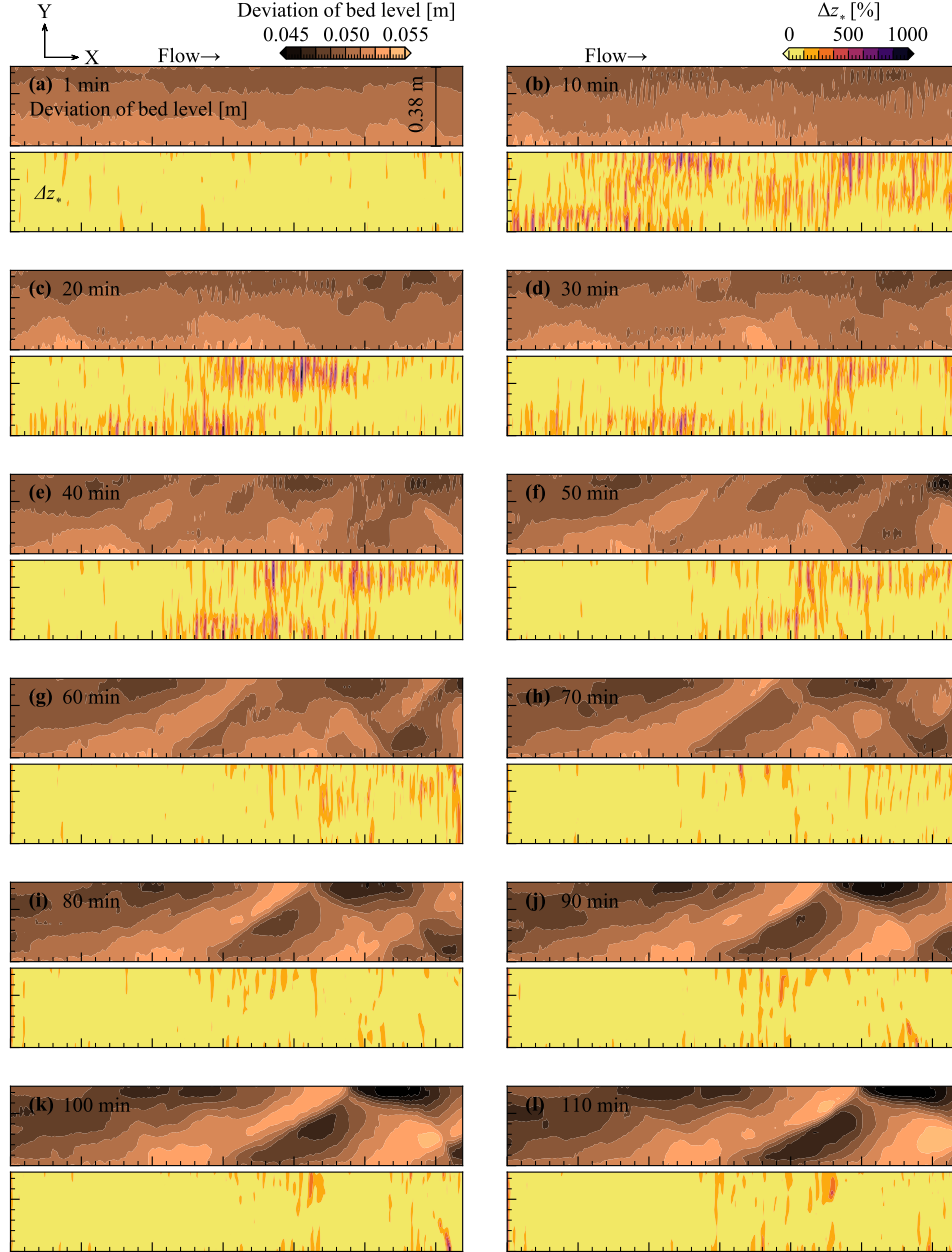 Deviation of bed level [m]
Δz* [%]
Y
0.045 0.050 0.055
0 500 1000
X
Flow→
Flow→
(a) 1 min
Deviation of bed level [m]
0.38 m
(b) 10 min
Δz*
(c) 20 min
(d) 30 min
(e) 40 min
(f) 50 min
(g) 60 min
(h) 70 min
(i) 80 min
(j) 90 min
(k) 100 min
(l) 110 min